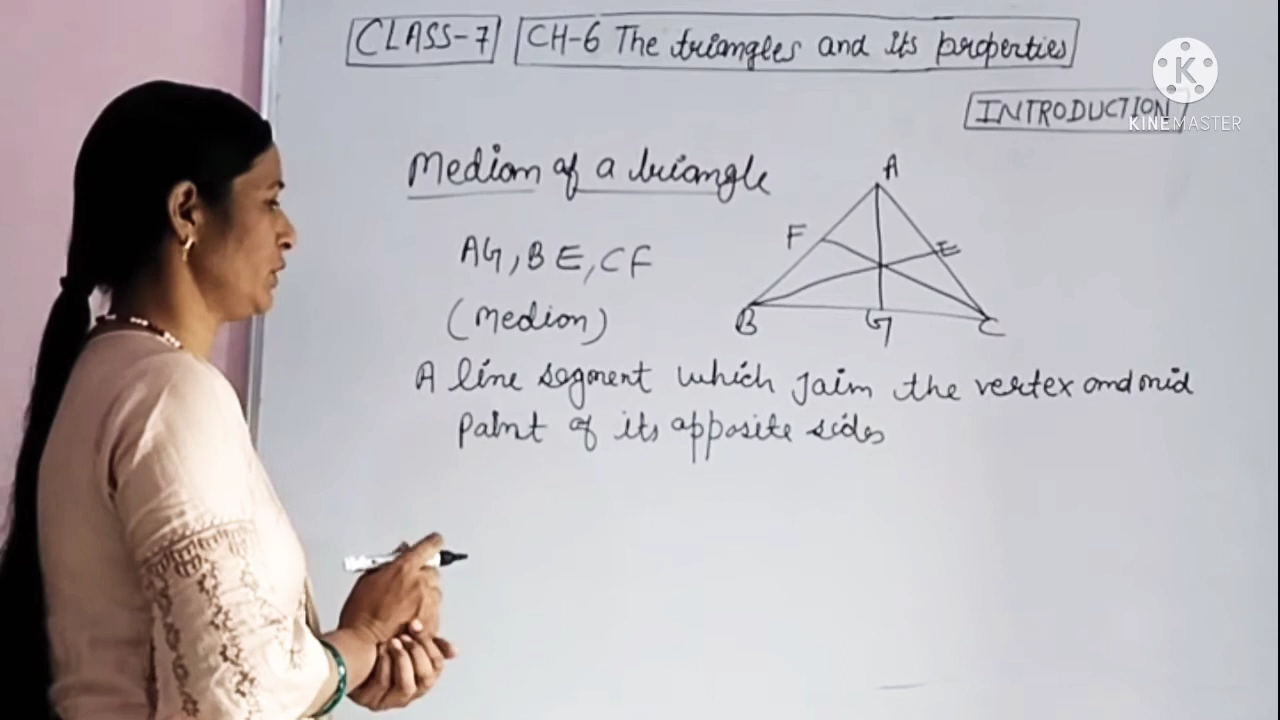 CLASS-7 CH-6 The triangles and its properties
K
INTRODUCTION
KINEMASTER
Median of a triangle
A
F
E
B
G
C
AG, BE, CF
(Median)
A line segment which jaim the vertex and mid
paint of its apposite sides